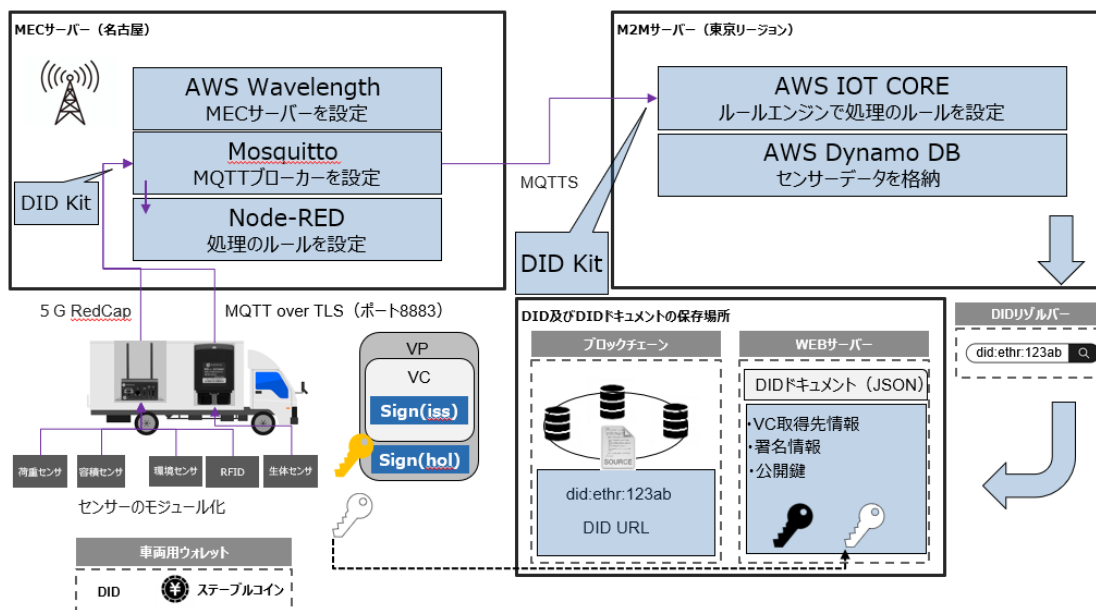 MECサーバー（名古屋）
AWS Wavelength
MECサーバーを設定
Mosquitto
MQTTブローカーを設定
Node-RED
処理のルールを設定
DID Kit
M2Mサーバー（東京リージョン）
AWS IOT CORE
ルールエンジンで処理のルールを設定
AWS Dynamo DB
センサーデータを格納
MQTTS
DID Kit
５G RedCap
MQTT over TLS（ポート8883）
VP
VC
Sign(iss)
Sign(hol)
荷重センサ
容積センサ
環境センサ
RFID
生体センサ
センサーのモジュール化
車両用ウォレット
DID
ステーブルコイン
DID及びDIDドキュメントの保存場所
ブロックチェーン
SOURCE
did:ethr:123ab
DID URL
WEBサーバー
DIDドキュメント（JSON）
・VC取得先情報
・署名情報
・公開鍵
DIDリゾルバー
did:ethr:123ab